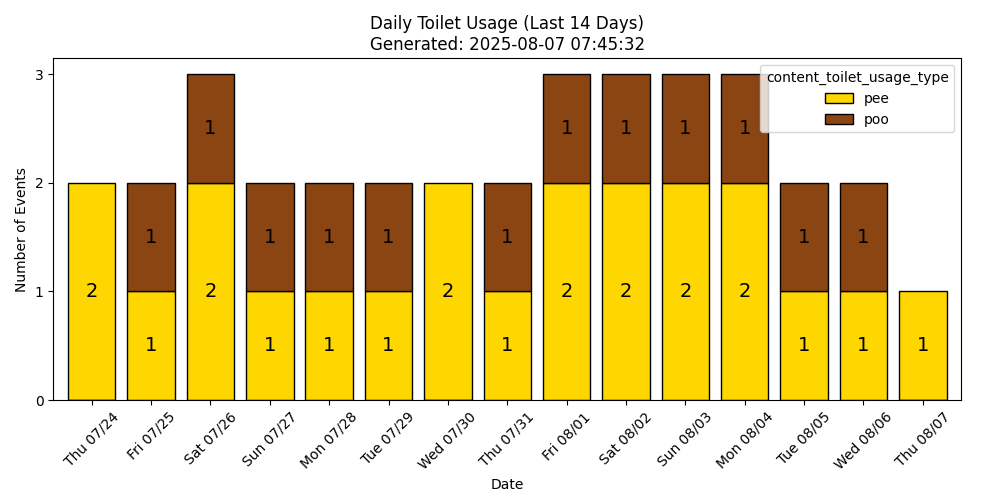 Daily Toilet Usage (Last 14 Days)
Generated: 2025-08-07 07:45:32
content_toilet_usage_type
pee
poo
Number of Events
3
2
1
0
2
1
1
1
2
1
1
1
1
1
1
2
1
1
1
2
1
2
1
2
1
2
1
1
1
1
1
Thu 07/24
Fri 07/25
Sat 07/26
Sun 07/27
Mon 07/28
Tue 07/29
Wed 07/30
Thu 07/31
Fri 08/01
Sat 08/02
Sun 08/03
Mon 08/04
Tue 08/05
Wed 08/06
Thu 08/07
Date